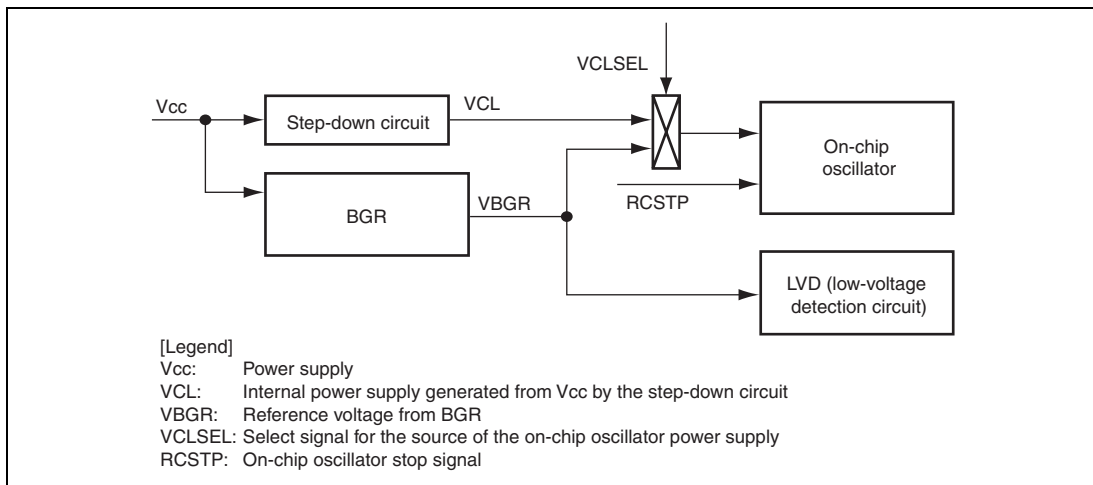 VCLSEL
Vcc
VCL
Step-down circuit
On-chip
oscillator
VBGR
RCSTP
BGR
LVD (low-voltage
detection circuit)
[Legend]
Vcc: Power supply
VCL: Internal power supply generated from Vcc by the step-down circuit
VBGR: Reference voltage from BGR
VCLSEL: Select signal for the source of the on-chip oscillator power supply
RCSTP: On-chip oscillator stop signal